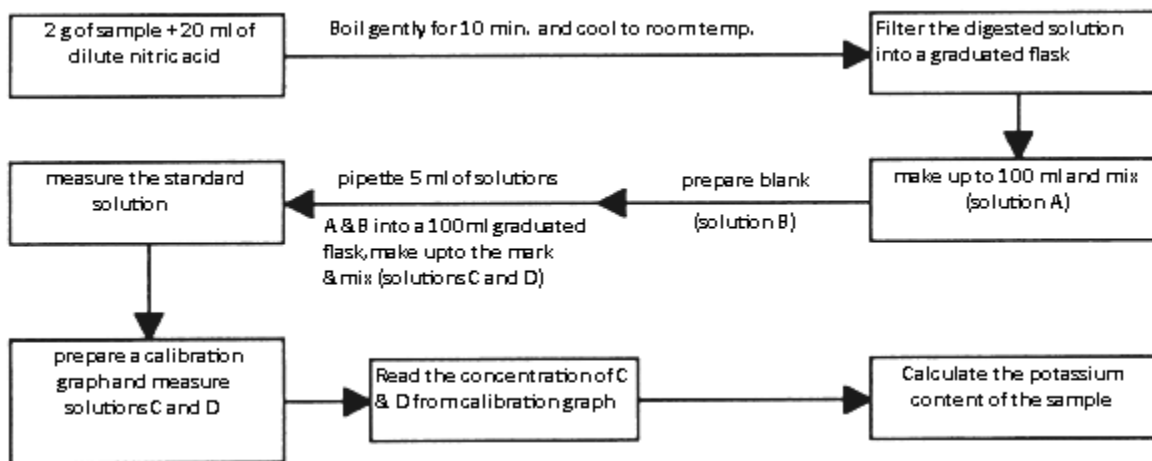 2 g of sample + 20 ml of
dilute nitric acid
Boil gently for 10 min. and cool to room temp.
Filter the digested solution
into a graduated flask
measure the standard
solution
pipette 5 ml of solutions
A & B into a 100 ml graduated
flask, make upto the mark
& mix (solutions C and D)
prepare blank
(solution B)
make up to 100 ml and mix
(solution A)
prepare a calibration
graph and measure
solutions C and D
Read the concentration of C
& D from calibration graph
Calculate the potassium
content of the sample